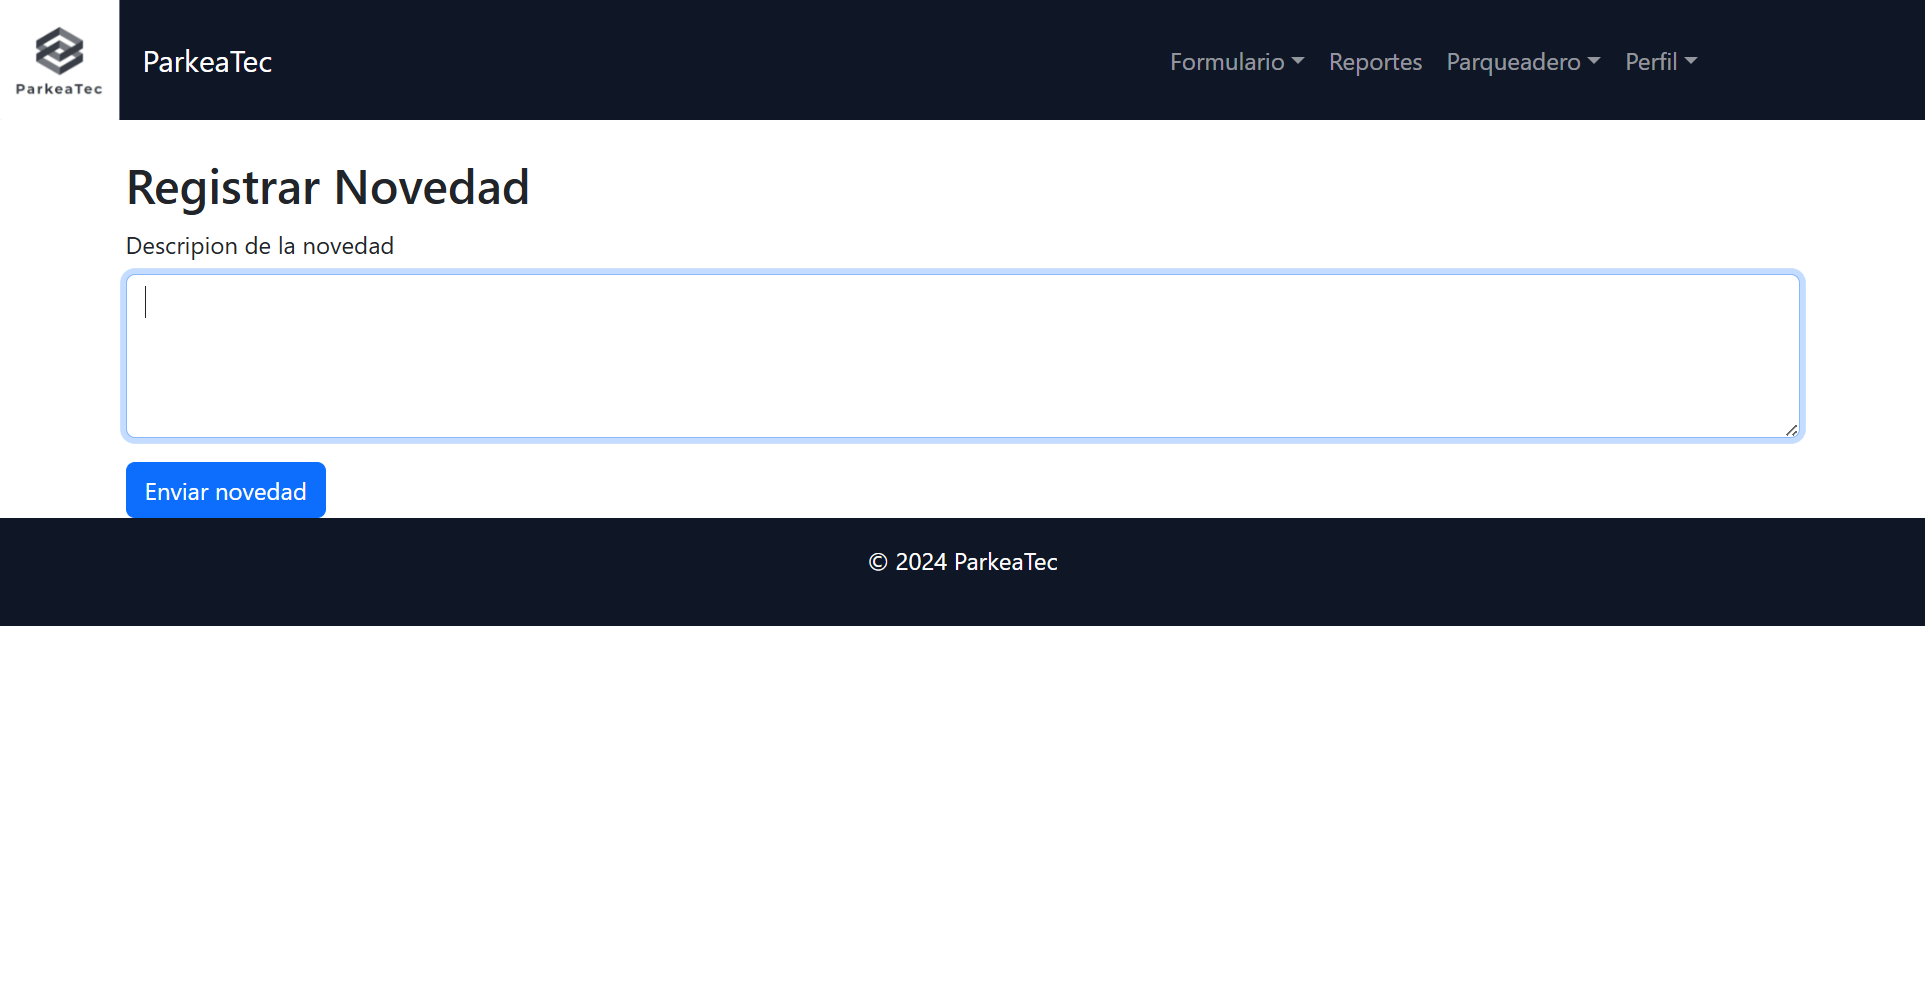 ParkeaTec
ParkeaTec
Formulario Reportes Parqueadero Perfil
Registrar Novedad
Descripion de la novedad
Enviar novedad
© 2024 ParkeaTec